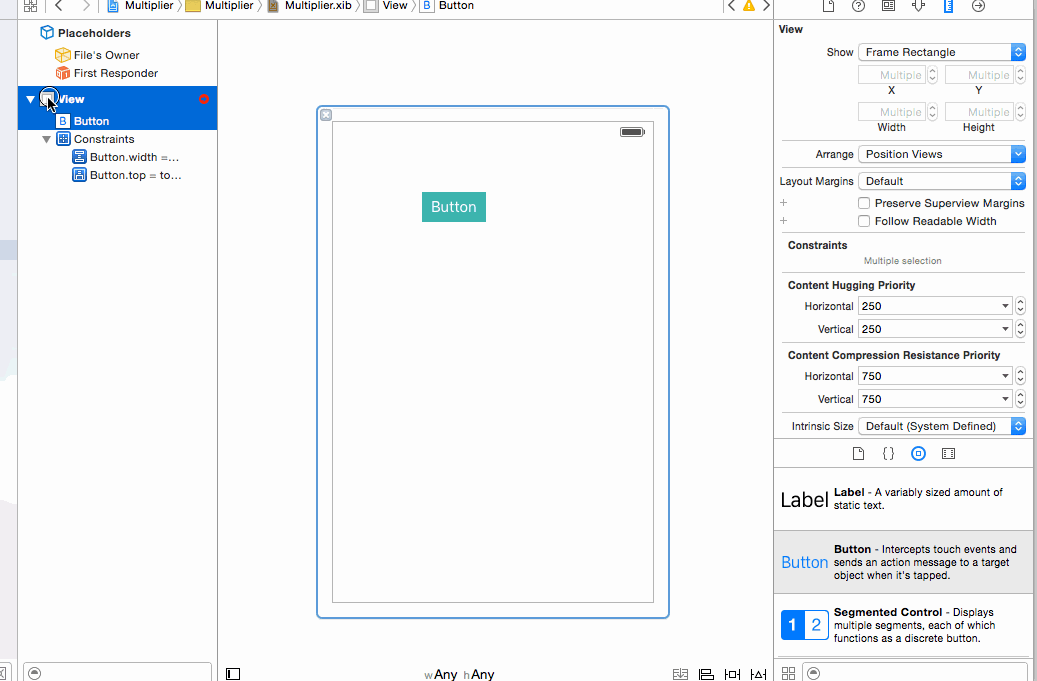 Multiplier Multiplier Multiplier.xib View B Button
Placeholders
File's Owner
First Responder
View
B Button
Constraints
Button.width =...
Button.top = to...
Button
wAny hAny
View
Show Frame Rectangle
Multiple Multiple
X Y
Multiple Multiple
Width Height
Arrange Position Views
Layout Margins Default
+ Preserve Superview Margins
+ Follow Readable Width
Constraints
Multiple selection
Content Hugging Priority
Horizontal 250
Vertical 250
Content Compression Resistance Priority
Horizontal 750
Vertical 750
Intrinsic Size Default (System Defined)
{}
Label Label - A variably sized amount of
static text.
Button - Intercepts touch events and
Button sends an action message to a target
object when it's tapped.
Segmented Control - Displays
1 2 multiple segments, each of which
functions as a discrete button.